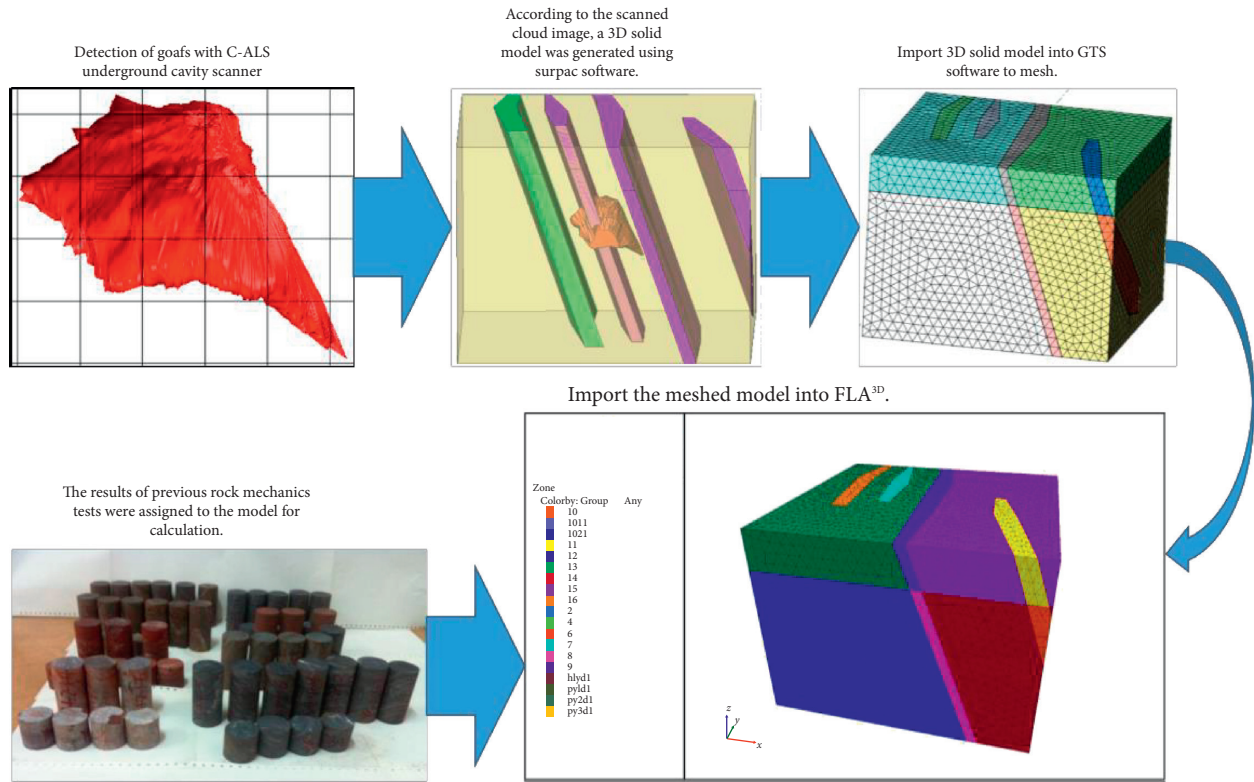 Detection of goafs with C-ALS
underground cavity scanner
According to the scanned
cloud image, a 3D solid
model was generated using
surpac software.
Import 3D solid model into GTS
software to mesh.
Import the meshed model into FLA³ᴰ.
The results of previous rock mechanics
tests were assigned to the model for
calculation.
Zone
Colorby: Group Any
10
1011
1021
11
12
13
14
15
16
2
4
6
7
8
9
hlyd1
pyld1
py2d1
py3d1
z
y
x